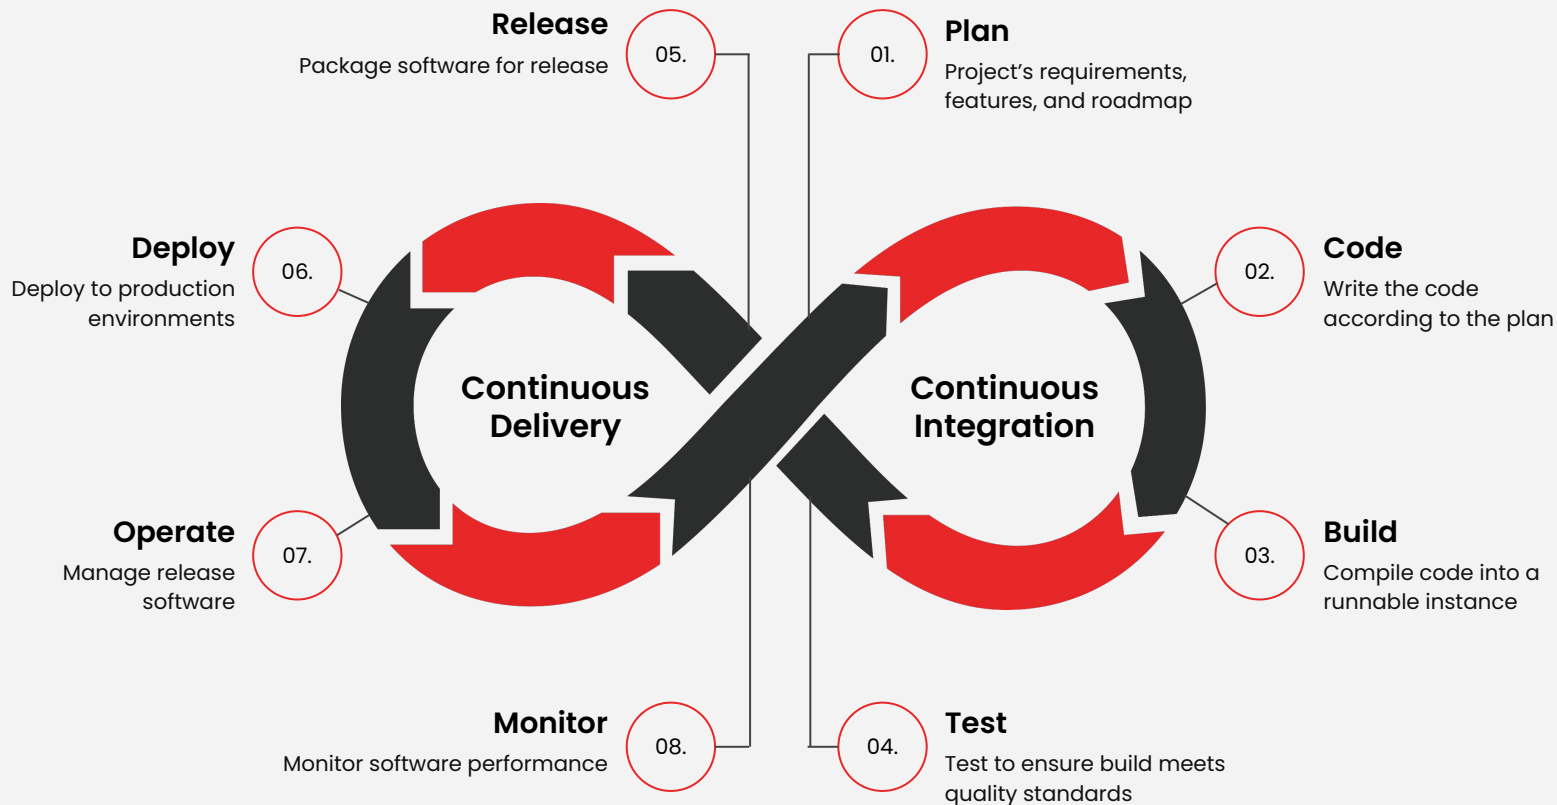 Release
Package software for release
05.
01.
Plan
Project’s requirements,
features, and roadmap
Deploy
Deploy to production
environments
06.
02.
Code
Write the code
according to the plan
Continuous
Delivery
Continuous
Integration
Operate
Manage release
software
07.
03.
Build
Compile code into a
runnable instance
Monitor
Monitor software performance
08.
04.
Test
Test to ensure build meets
quality standards